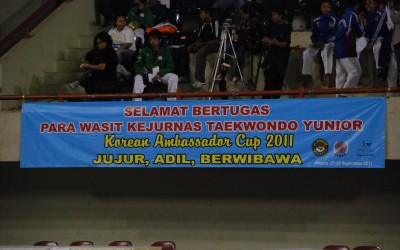 SELAMAT BERTUGAS
PARA WASIT KEJURNAS TAEKWONDO YUNIOR
Korean Ambassador Cup 2011
JUJUR, ADIL, BERWIBAWA